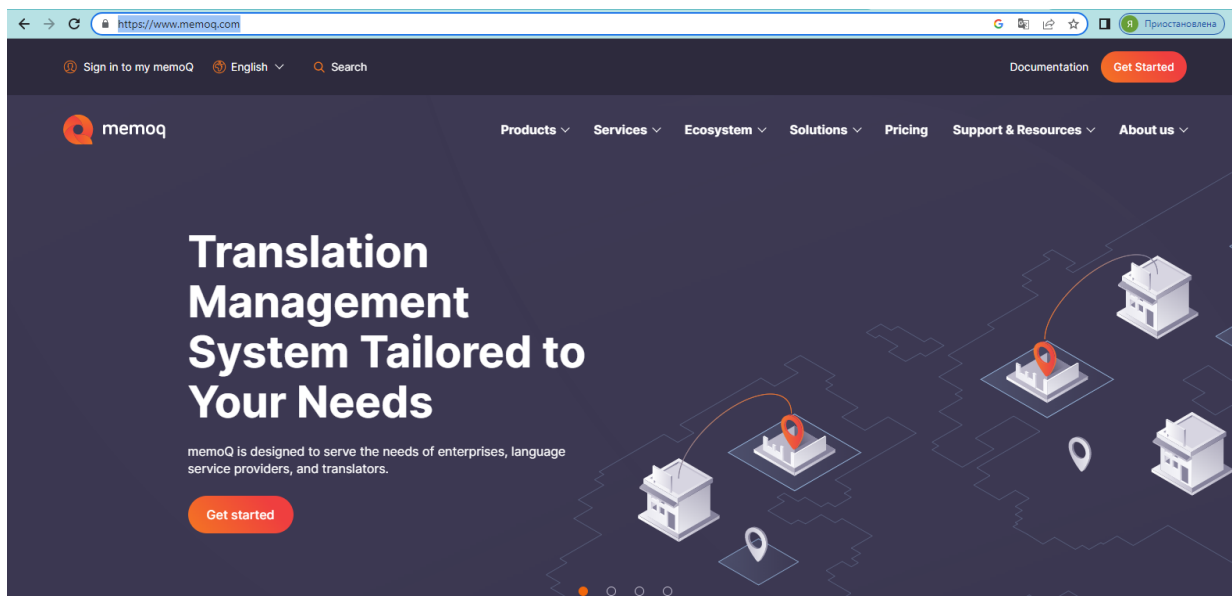 https://www.memoq.com
Я Приостановлена
Sign in to my memoQ English Search Documentation Get Started
memoq Products Services Ecosystem Solutions Pricing Support & Resources About us
Translation
Management
System Tailored to
Your Needs
memoQ is designed to serve the needs of enterprises, language
service providers, and translators.
Get started